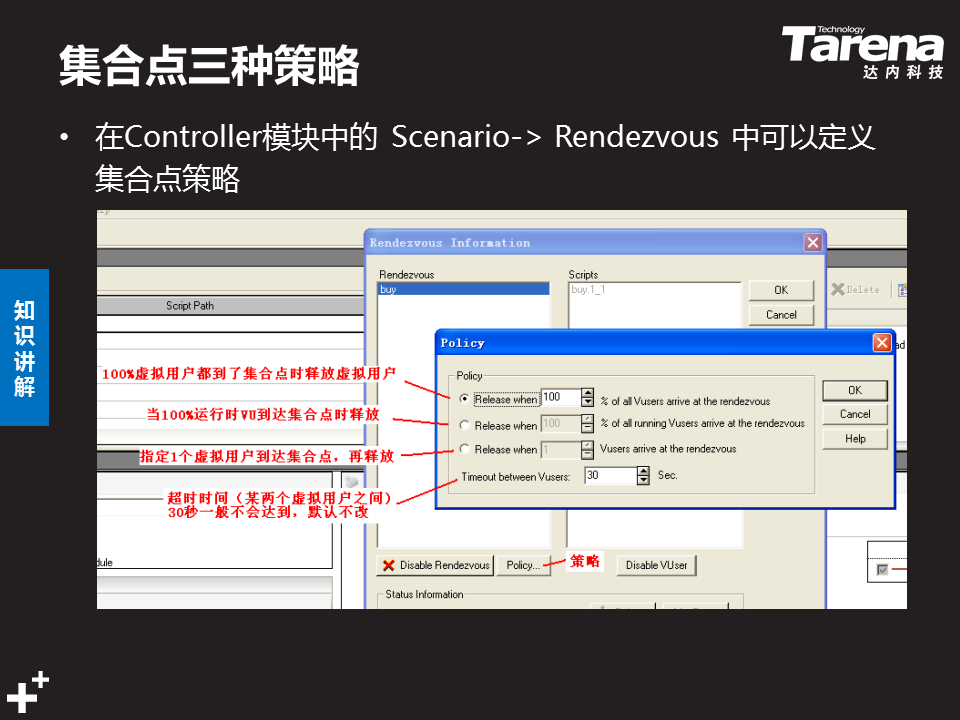 集合点三种策略
Technology
Tarena
达内科技
• 在Controller模块中的 Scenario-> Rendezvous 中可以定义
集合点策略
知识讲解
Rendezvous Information
Rendezvous
Scripts
buy
buy.1_1
OK
Cancel
Delete
Script Path
Policy
Policy
100%虚拟用户都到了集合点时释放虚拟用户
Release when 100 % of all Vusers arrive at the rendezvous
OK
当100%运行时VU到达集合点时释放
Release when 100 % of all running Vusers arrive at the rendezvous
Cancel
指定1个虚拟用户到达集合点，再释放
Release when 1 Vusers arrive at the rendezvous
Help
超时时间（某两个虚拟用户之间）
30秒一般不会达到，默认不改
Timeout between Vusers: 30 Sec.
dule
Disable Rendezvous
Policy...
策略
Disable VUser
Status Information